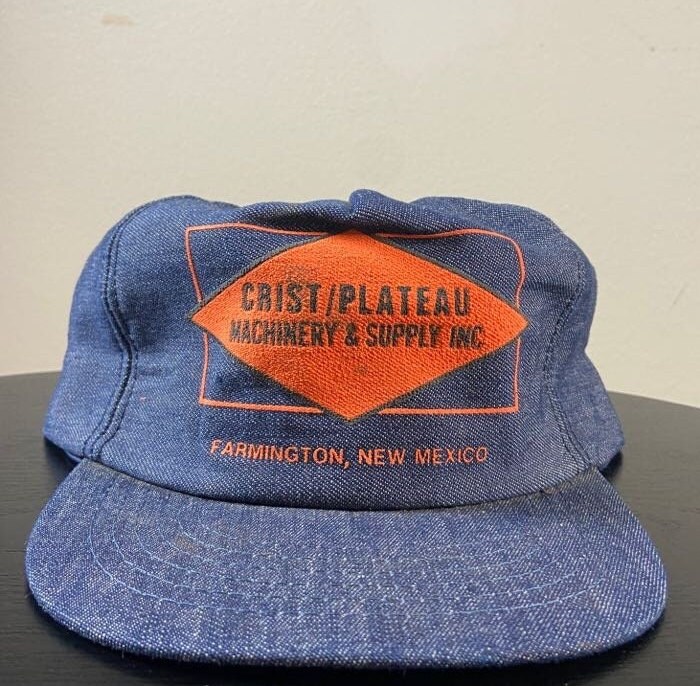 CRIST/PLATEAU
MACHINERY & SUPPLY INC.
FARMINGTON, NEW MEXICO